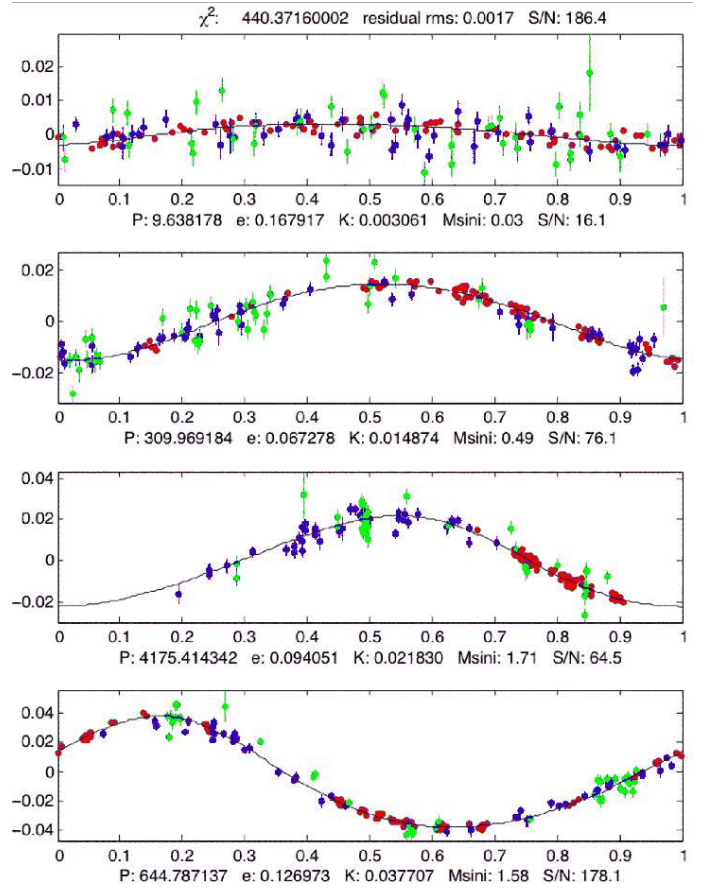 χ²: 440.37160002 residual rms: 0.0017 S/N: 186.4
0.02
0.01
0
−0.01
0 0.1 0.2 0.3 0.4 0.5 0.6 0.7 0.8 0.9 1
P: 9.638178 e: 0.167917 K: 0.003061 Msini: 0.03 S/N: 16.1
0.02
0
−0.02
0 0.1 0.2 0.3 0.4 0.5 0.6 0.7 0.8 0.9 1
P: 309.969184 e: 0.067278 K: 0.014874 Msini: 0.49 S/N: 76.1
0.04
0.02
0
−0.02
0 0.1 0.2 0.3 0.4 0.5 0.6 0.7 0.8 0.9 1
P: 4175.414342 e: 0.094051 K: 0.021830 Msini: 1.71 S/N: 64.5
0.04
0.02
0
−0.02
−0.04
0 0.1 0.2 0.3 0.4 0.5 0.6 0.7 0.8 0.9 1
P: 644.787137 e: 0.126973 K: 0.037707 Msini: 1.58 S/N: 178.1